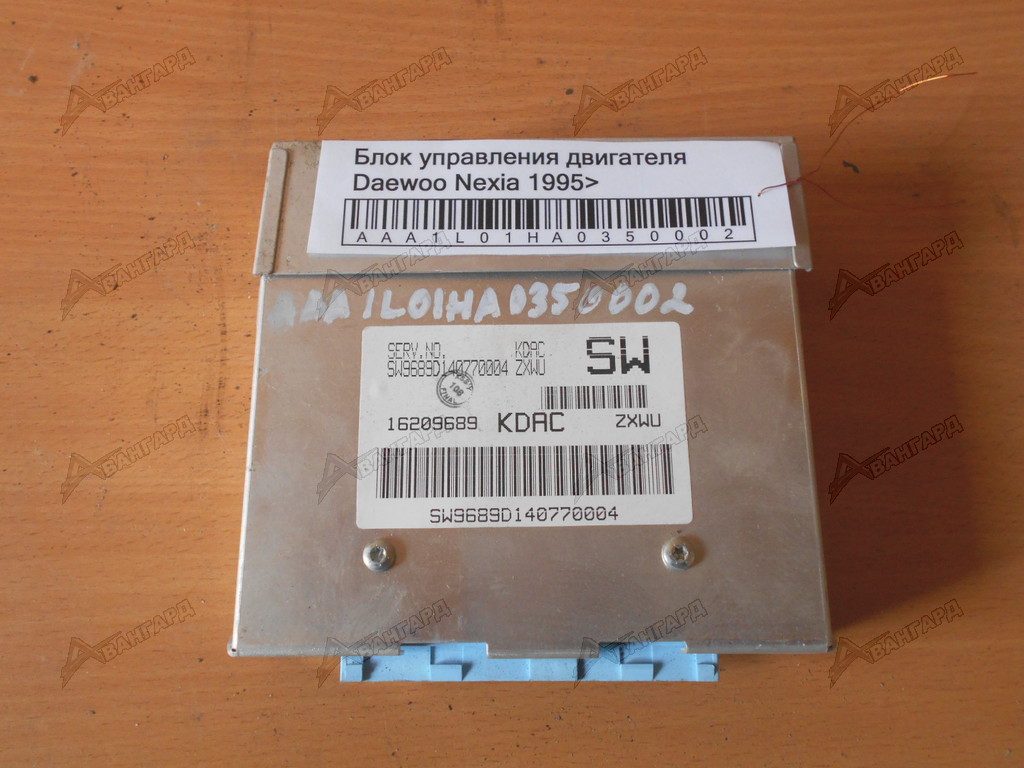 Блок управления двигателя
Daewoo Nexia 1995>
AAA1L01HA0350002
AAA1L01HA0350002
SERV.NO. KDAC
SW9689D140770004 ZXWU
SW
108
16209689 KDAC ZXWU
SW9689D140770004
АВАНГАРД